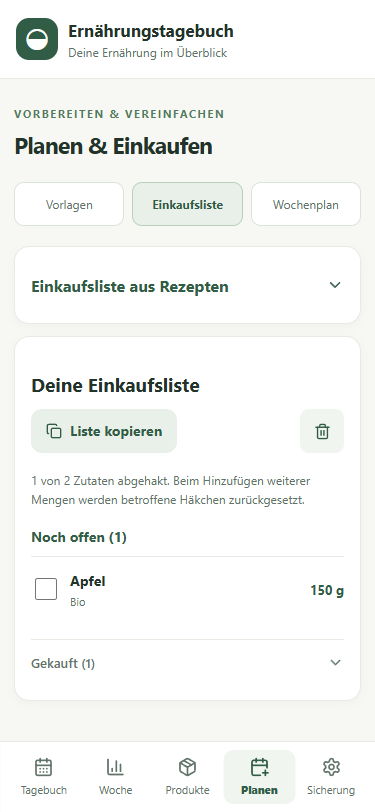 Ernährungstagebuch
Deine Ernährung im Überblick
VORBEREITEN & VEREINFACHEN
Planen & Einkaufen
Vorlagen
Einkaufsliste
Wochenplan
Einkaufsliste aus Rezepten
Deine Einkaufsliste
Liste kopieren
1 von 2 Zutaten abgehakt. Beim Hinzufügen weiterer
Mengen werden betroffene Häkchen zurückgesetzt.
Noch offen (1)
Apfel
150 g
Bio
Gekauft (1)
Tagebuch
Woche
Produkte
Planen
Sicherung